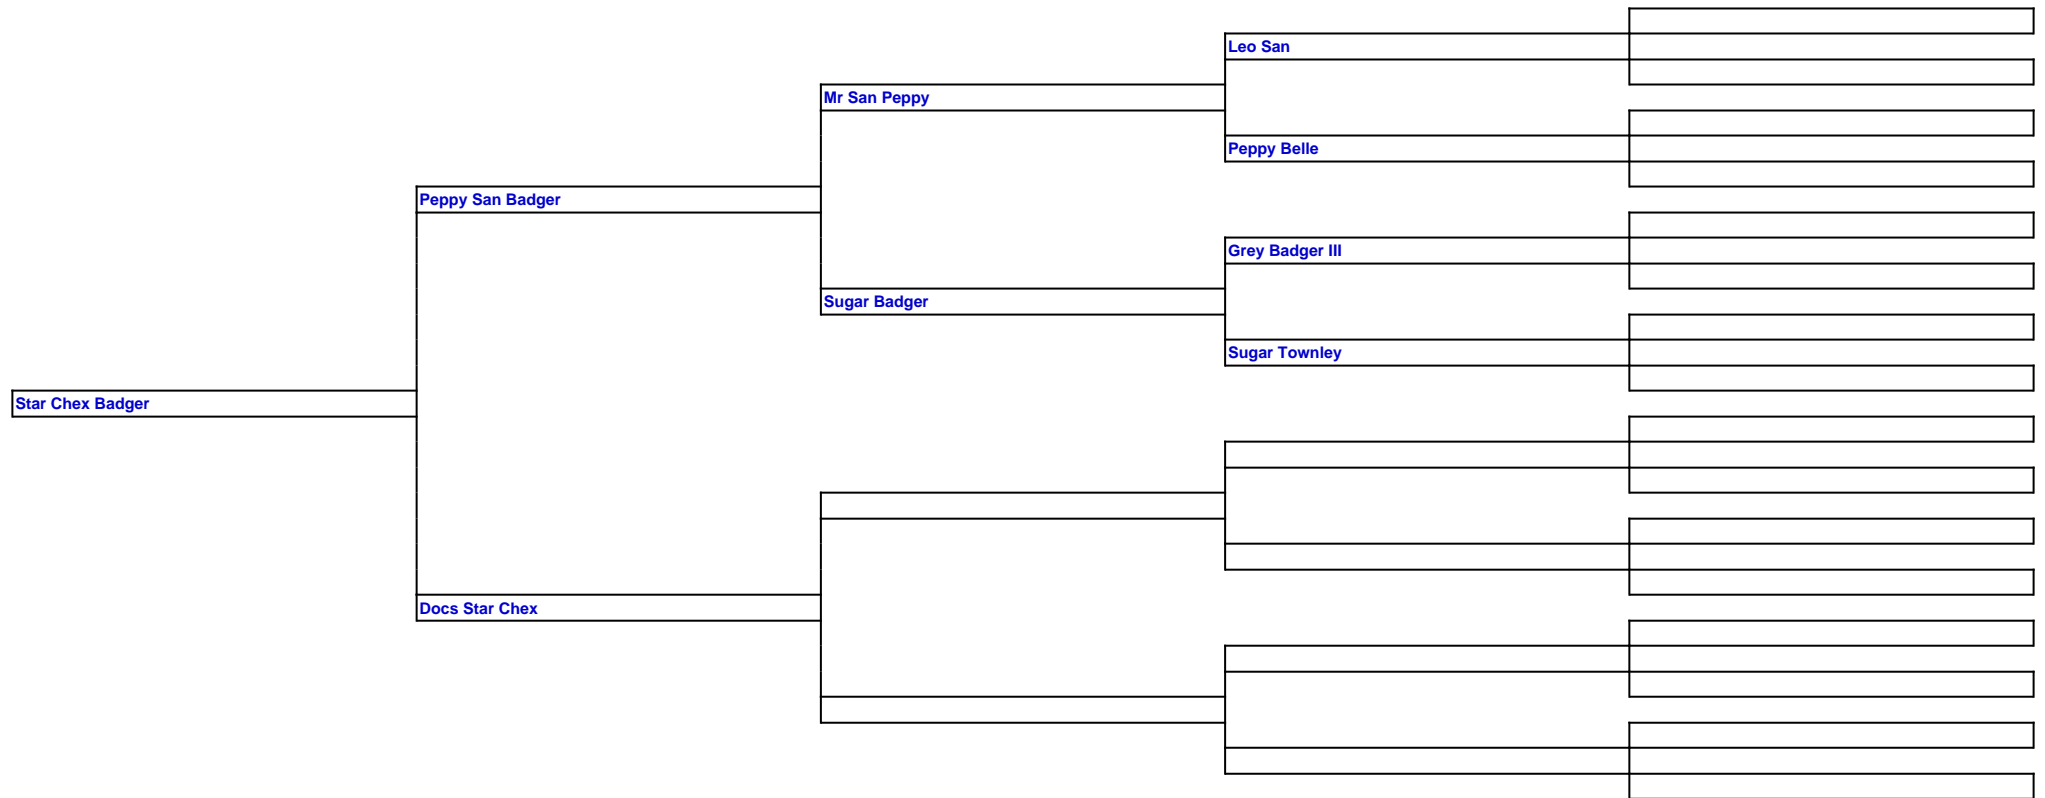 Leo San
Mr San Peppy
Peppy Belle
Peppy San Badger
Grey Badger III
Sugar Badger
Sugar Townley
Star Chex Badger
Docs Star Chex